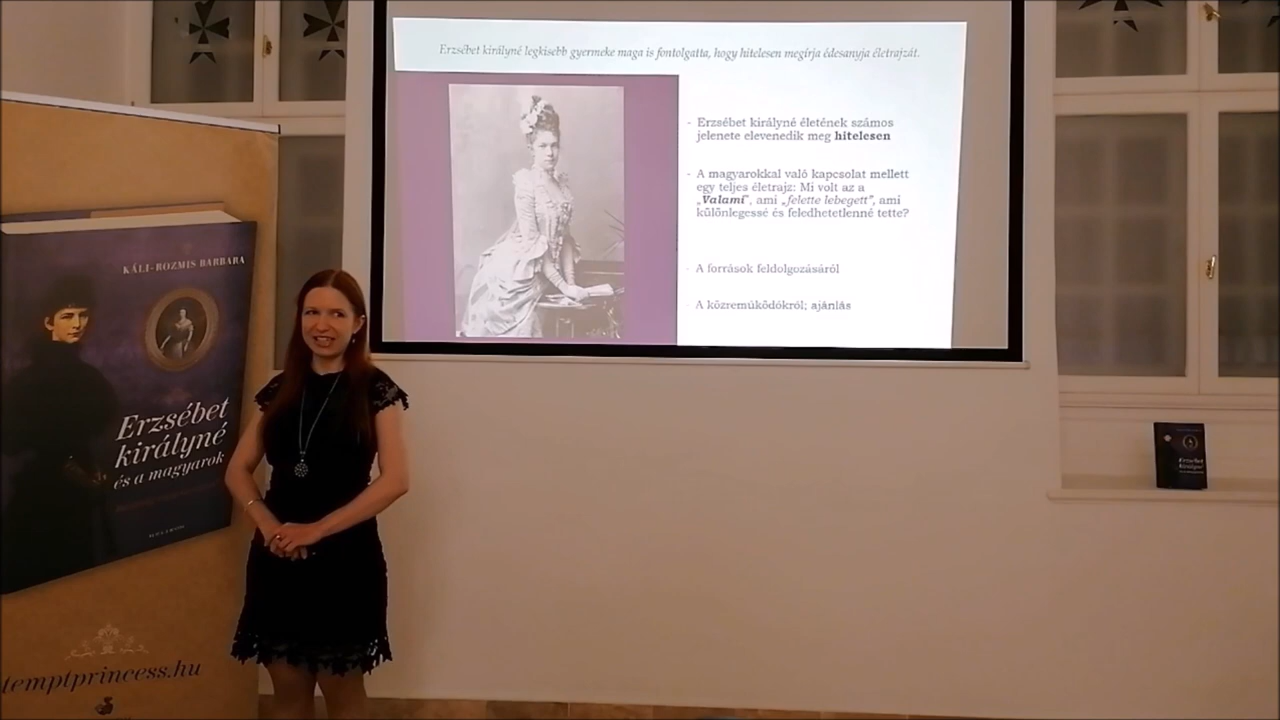 Erzsébet királyné legkisebb gyermeke maga is fontolgatta, hogy hitelesen megírja édesanyja életrajzát.
- Erzsébet királyné életének számos
jelenete elevenedik meg hitelesen
- A magyarokkal való kapcsolat mellett
egy teljes életrajz: Mi volt az a
„Valami”, ami „felette lebegett”, ami
különlegessé és feledhetetlenné tette?
- A források feldolgozásáról
- A közreműködőkről; ajánlás
KÁLI-ROZMIS BARBARA
Erzsébet
királyné
és a magyarok
temptprincess.hu
Erzsébet
királyné